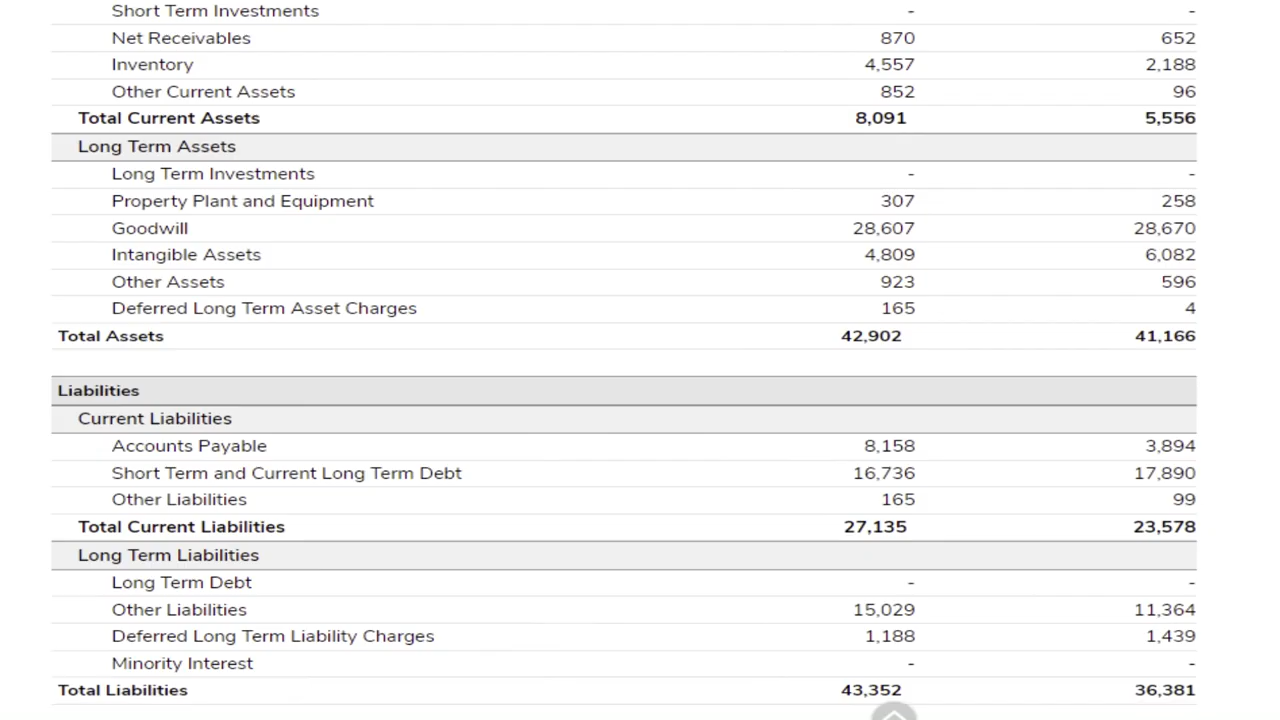 Short Term Investments - -
Net Receivables 870 652
Inventory 4,557 2,188
Other Current Assets 852 96
Total Current Assets 8,091 5,556
Long Term Assets
Long Term Investments - -
Property Plant and Equipment 307 258
Goodwill 28,607 28,670
Intangible Assets 4,809 6,082
Other Assets 923 596
Deferred Long Term Asset Charges 165 4
Total Assets 42,902 41,166
Liabilities
Current Liabilities
Accounts Payable 8,158 3,894
Short Term and Current Long Term Debt 16,736 17,890
Other Liabilities 165 99
Total Current Liabilities 27,135 23,578
Long Term Liabilities
Long Term Debt - -
Other Liabilities 15,029 11,364
Deferred Long Term Liability Charges 1,188 1,439
Minority Interest - -
Total Liabilities 43,352 36,381